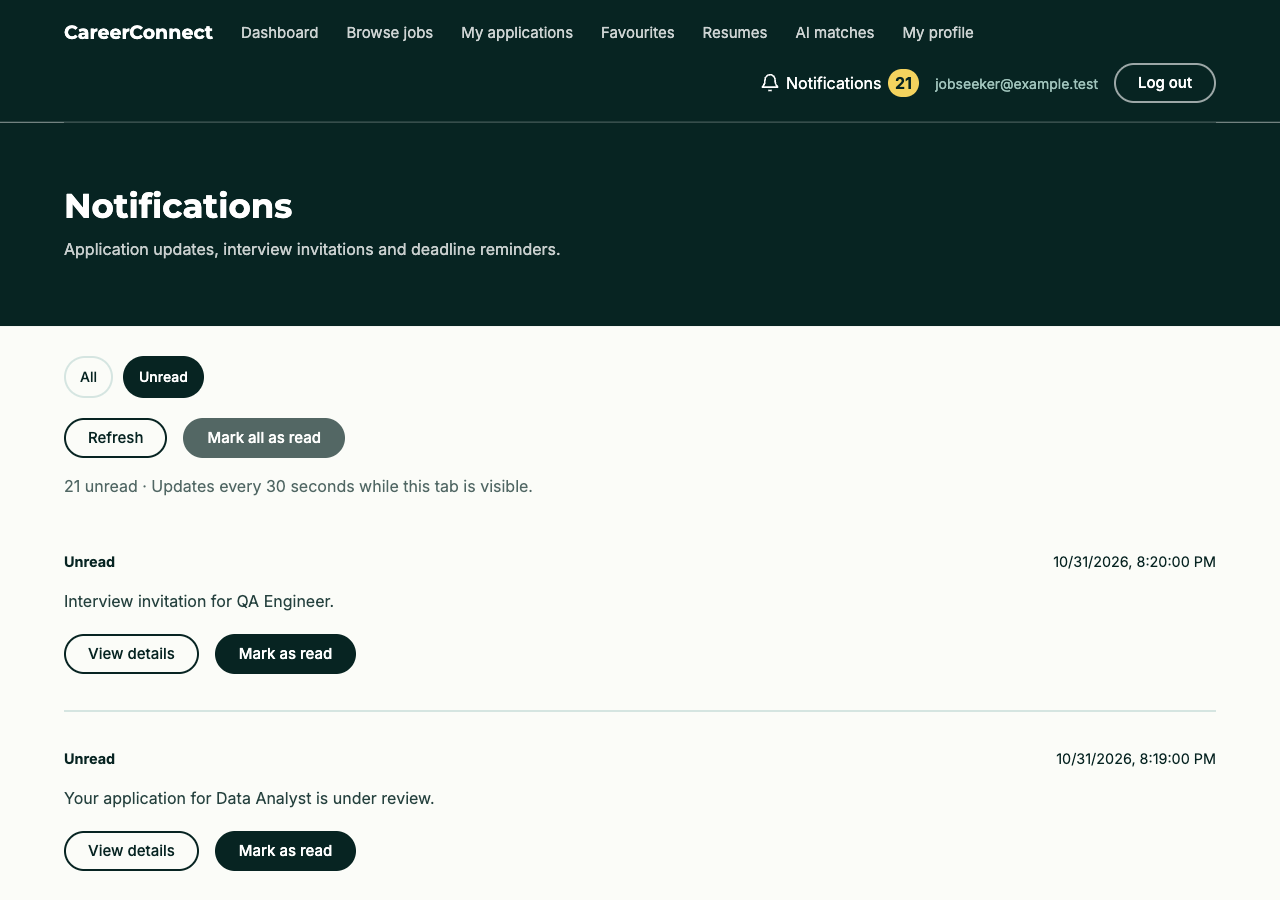 CareerConnect Dashboard Browse jobs My applications Favourites Resumes AI matches My profile
Notifications 21 jobseeker@example.test Log out
Notifications
Application updates, interview invitations and deadline reminders.
All Unread
Refresh Mark all as read
21 unread · Updates every 30 seconds while this tab is visible.
Unread 10/31/2026, 8:20:00 PM
Interview invitation for QA Engineer.
View details Mark as read
Unread 10/31/2026, 8:19:00 PM
Your application for Data Analyst is under review.
View details Mark as read